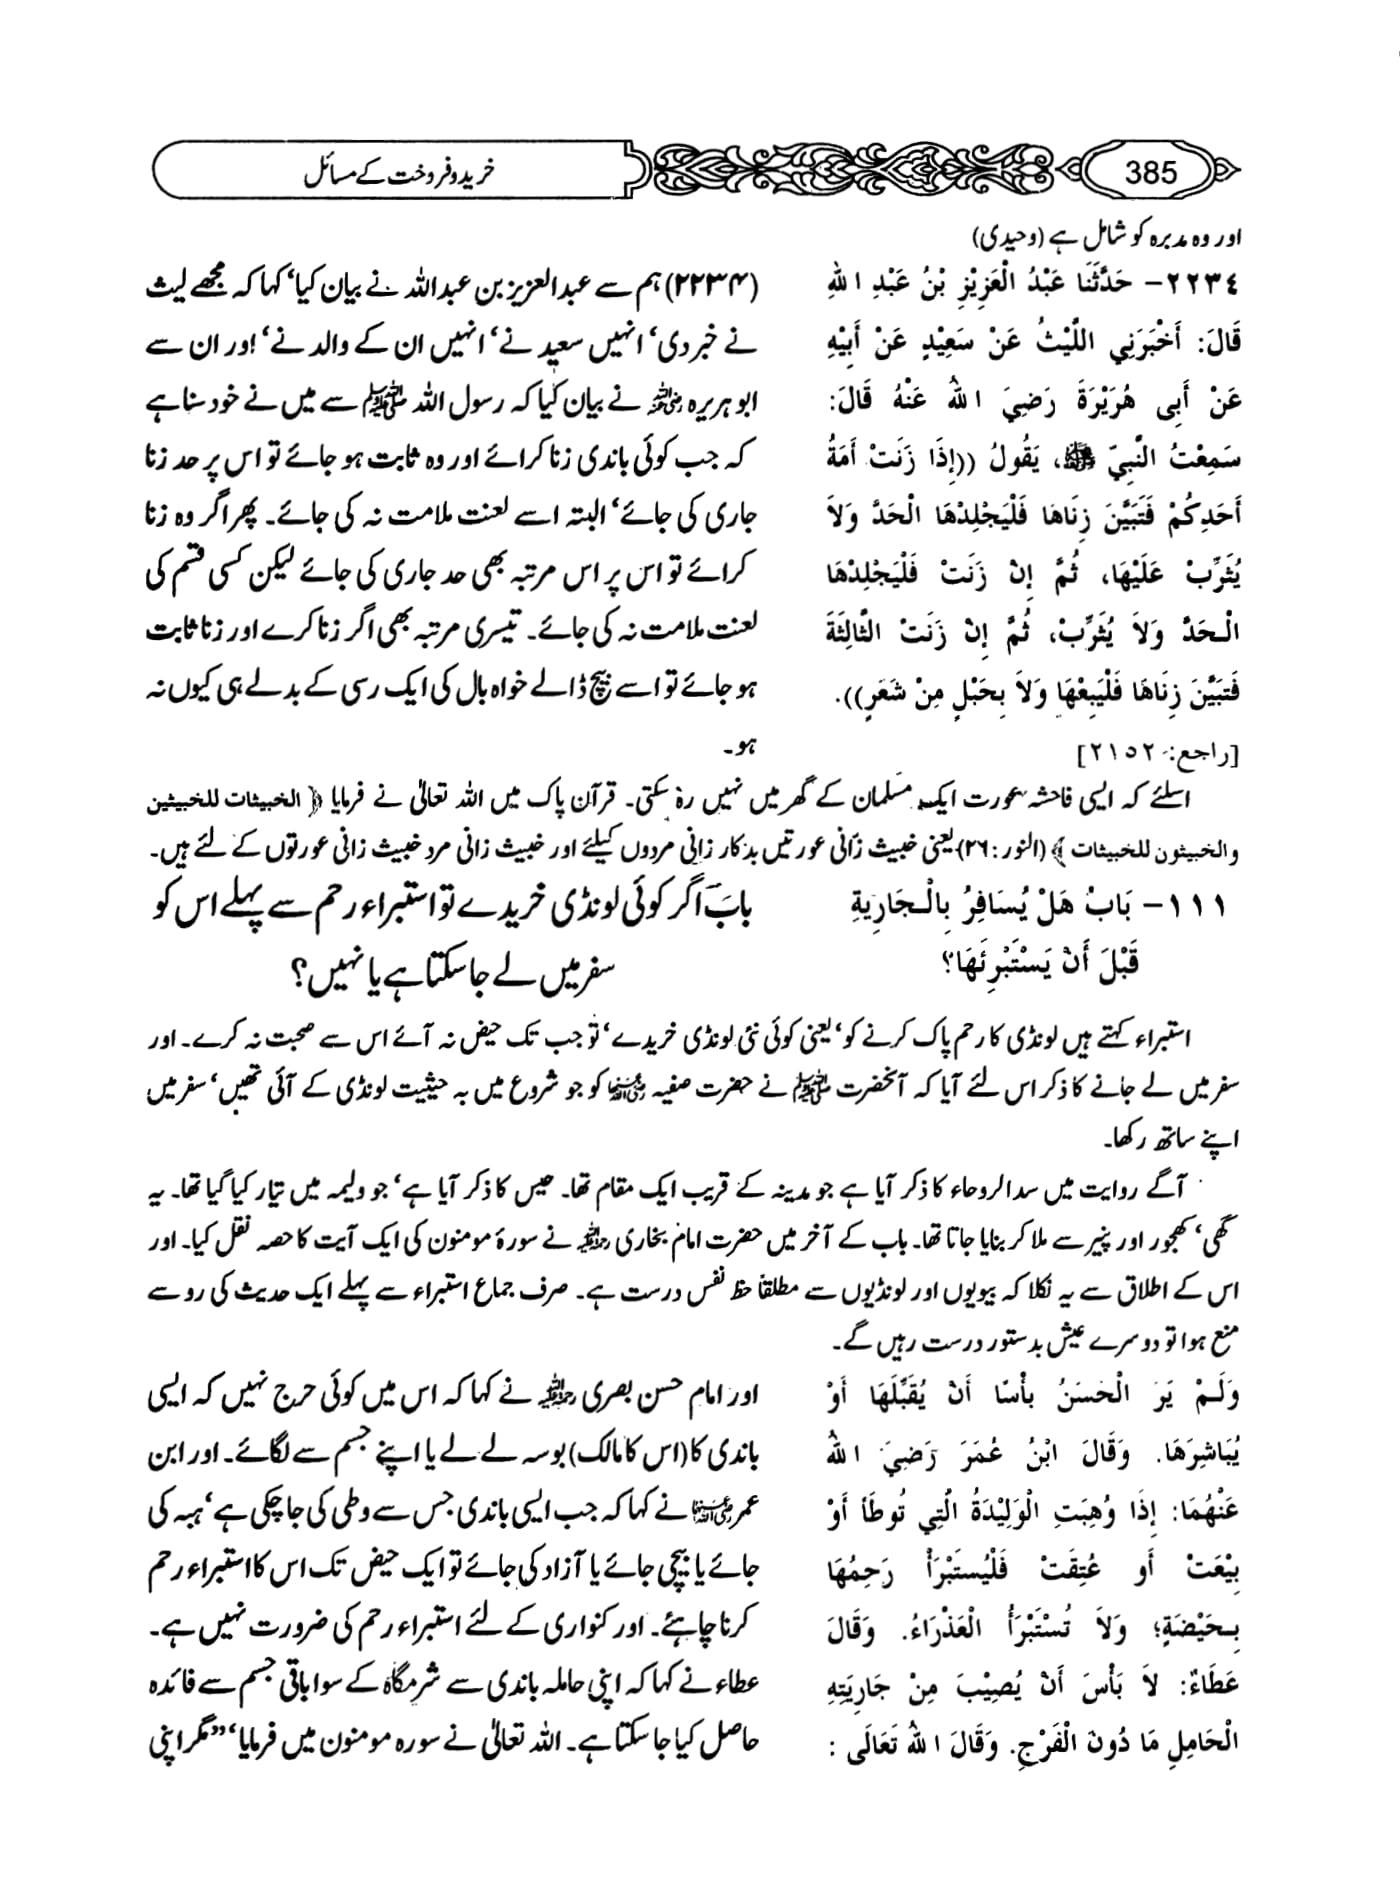 385
خرید و فروخت کے مسائل
اور وہ مدبرہ کو شامل ہے (وحیدی)
٢٢٣٤- حَدَّثَنَا عَبْدُ الْعَزِيْزِ بْنُ عَبْدِ اللهِ
قَالَ: أَخْبَرَنِي اللَّيْثُ عَنْ سَعِيْدٍ عَنْ أَبِيْهِ
عَنْ أَبِى هُرَيْرَةَ رَضِيَ اللهُ عَنْهُ قَالَ:
سَمِعْتُ النَّبِيَّ ﷺ، يَقُولُ ((إِذَا زَنَتْ أَمَةُ
أَحَدِكُمْ فَتَبَيَّنَ زِنَاهَا فَلْيَجْلِدْهَا الْحَدَّ وَلاَ
يُثَرِّبْ عَلَيْهَا، ثُمَّ إِنْ زَنَتْ فَلْيَجْلِدْهَا
الْحَدَّ وَلاَ يُثَرِّبْ، ثُمَّ إِنْ زَنَتْ الثَّالِثَةَ
فَتَبَيَّنَ زِنَاهَا فَلْيَبِعْهَا وَلاَ بِحَبْلٍ مِنْ شَعَرٍ)).
[راجع: ٢١٥٢]
(۲۲۳۴) ہم سے عبدالعزیز بن عبداللہ نے بیان کیا‘ کہا کہ مجھے لیث
نے خبر دی‘ انہیں سعید نے‘ انہیں ان کے والد نے‘ اور ان سے
ابو ہریرہ رضی اللہ عنہ نے بیان کیا کہ رسول اللہ ﷺ سے میں نے خود سنا ہے
کہ جب کوئی باندی زنا کرائے اور وہ ثابت ہو جائے تو اس پر حد زنا
جاری کی جائے‘ البتہ اسے لعنت ملامت نہ کی جائے۔ پھر اگر وہ زنا
کرائے تو اس پر اس مرتبہ بھی حد جاری کی جائے لیکن کسی قسم کی
لعنت ملامت نہ کی جائے۔ تیسری مرتبہ بھی اگر زنا کرے اور زنا ثابت
ہو جائے تو اسے بیچ ڈالے خواہ بال کی ایک رسی کے بدلے ہی کیوں نہ
ہو۔
اسلئے کہ ایسی فاحشہ عورت ایک مسلمان کے گھر میں نہیں رہ سکتی۔ قرآن پاک میں اللہ تعالیٰ نے فرمایا ﴿ الخبیثات للخبیثین
والخبیثون للخبیثات ﴾ (النور: ۲۶) یعنی خبیث زانی عورتیں بدکار زانی مردوں کیلئے اور خبیث زانی مرد خبیث زانی عورتوں کے لئے ہیں۔
١١١- بَابُ هَلْ يُسَافِرُ بِالْجَارِيَةِ
قَبْلَ أَنْ يَسْتَبْرِئَهَا؟
باب اگر کوئی لونڈی خریدے تو استبراء رحم سے پہلے اس کو
سفر میں لے جا سکتا ہے یا نہیں؟
استبراء کہتے ہیں لونڈی کا رحم پاک کرنے کو‘ یعنی کوئی نئی لونڈی خریدے‘ تو جب تک حیض نہ آئے اس سے صحبت نہ کرے۔ اور
سفر میں لے جانے کا ذکر اس لئے آیا کہ آنحضرت ﷺ نے حضرت صفیہ رضی اللہ عنہا کو جو شروع میں بہ حیثیت لونڈی کے آئی تھیں‘ سفر میں
اپنے ساتھ رکھا۔
آگے روایت میں سدالروحاء کا ذکر آیا ہے جو مدینہ کے قریب ایک مقام تھا۔ حیس کا ذکر آیا ہے‘ جو ولیمہ میں تیار کیا گیا تھا۔ یہ
گھی‘ کھجور اور پنیر سے ملا کر بنایا جاتا تھا۔ باب کے آخر میں حضرت امام بخاری رحمہ اللہ نے سورۂ مومنون کی ایک آیت کا حصہ نقل کیا۔ اور
اس کے اطلاق سے یہ نکلا کہ بیویوں اور لونڈیوں سے مطلقاً حظ نفس درست ہے۔ صرف جماع استبراء سے پہلے ایک حدیث کی رو سے
منع ہوا تو دوسرے عیش بدستور درست رہیں گے۔
وَلَمْ يَرَ الْحَسَنُ بأْسًا أَنْ يُقَبِّلَهَا أَوْ
يُبَاشِرَهَا. وَقَالَ ابْنُ عُمَرَ رَضِيَ اللهُ
عَنْهُمَا: إِذَا وُهِبَتِ الْوَلِيْدَةُ الَّتِي تُوطَأُ أَوْ
بِيْعَتْ أَو عُتِقَتْ فَلْيُستَبْرَأْ رَحِمُهَا
بِحَيْضَةٍ؛ وَلاَ تُسْتَبْرَأُ الْعَذْرَاءُ. وَقَالَ
عَطَاءٌ: لاَ بَأْسَ أَنْ يُصِيْبَ مِنْ جَارِيَتِهِ
الْحَامِلِ مَا دُونَ الْفَرْجِ. وَقَالَ اللهُ تَعَالَى :
اور امام حسن بصری رحمہ اللہ نے کہا کہ اس میں کوئی حرج نہیں کہ ایسی
باندی کا (اس کا مالک) بوسہ لے لے یا اپنے جسم سے لگائے۔ اور ابن
عمر رضی اللہ عنہما نے کہا کہ جب ایسی باندی جس سے وطی کی جا چکی ہے‘ ہبہ کی
جائے یا بیچی جائے یا آزاد کی جائے تو ایک حیض تک اس کا استبراء رحم
کرنا چاہئے۔ اور کنواری کے لئے استبراء رحم کی ضرورت نہیں ہے۔
عطاء نے کہا کہ اپنی حاملہ باندی سے شرمگاہ کے سوا باقی جسم سے فائدہ
حاصل کیا جا سکتا ہے۔ اللہ تعالیٰ نے سورہ مومنون میں فرمایا‘ ”مگر اپنی